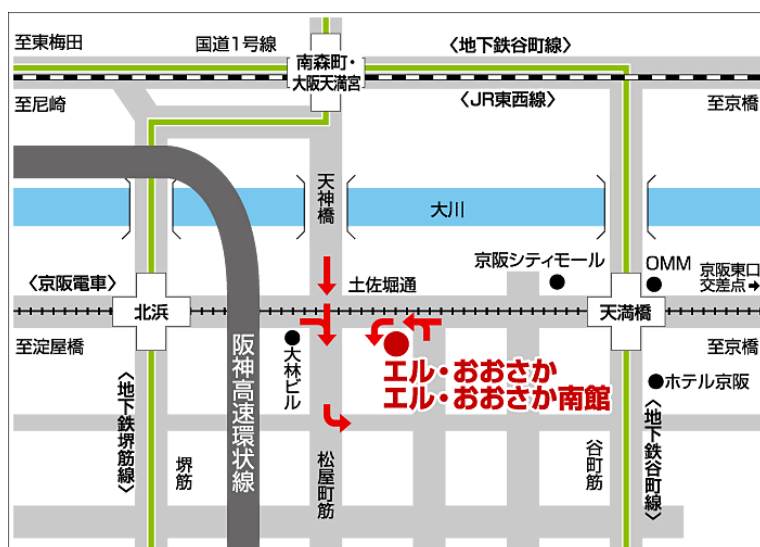 至東梅田
国道1号線
南森町・
大阪天満宮
〈地下鉄谷町線〉
至尼崎
〈JR東西線〉
至京橋
天神橋
大川
〈京阪電車〉
北浜
土佐堀通
京阪シティモール
OMM
京阪東口
交差点➡
天満橋
至淀屋橋
大林ビル
阪神高速環状線
エル・おおさか
エル・おおさか南館
至京橋
ホテル京阪
〈地下鉄堺筋線〉
堺筋
松屋町筋
谷町筋
〈地下鉄谷町線〉